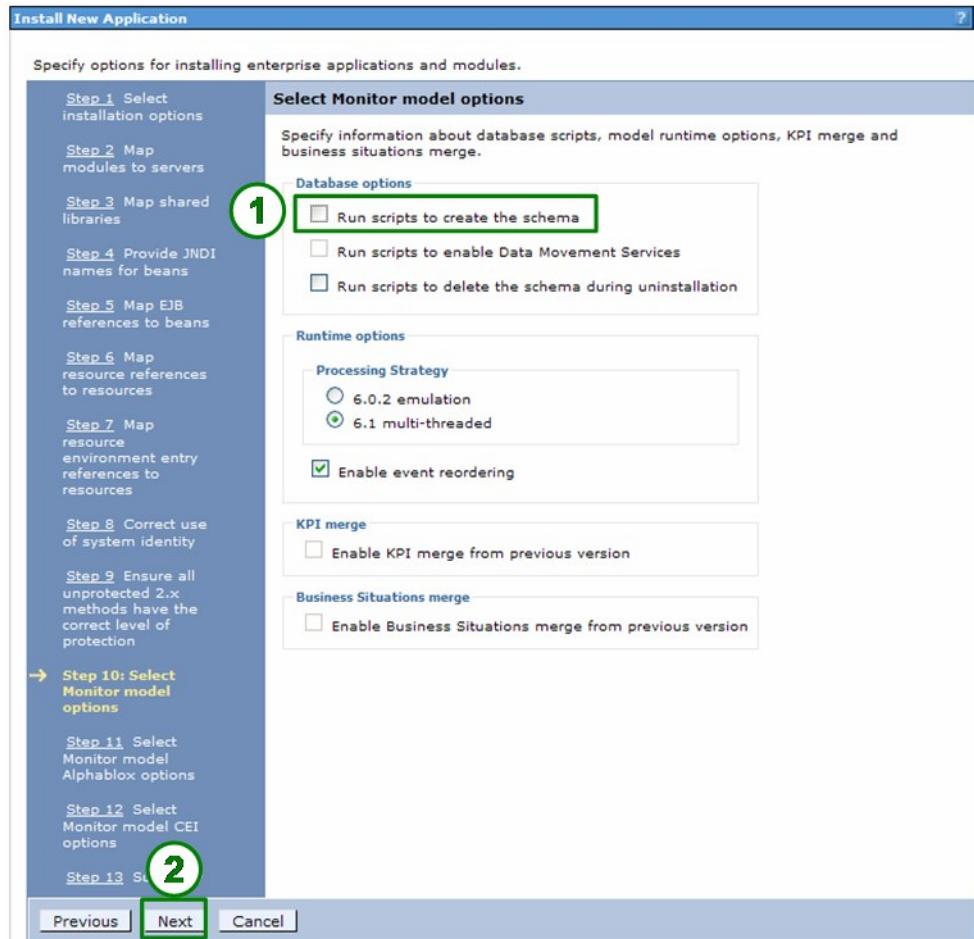 Install New Application
?
Specify options for installing enterprise applications and modules.
Step 1 Select
installation options
Step 2 Map
modules to servers
Step 3 Map shared
libraries
Step 4 Provide JNDI
names for beans
Step 5 Map EJB
references to beans
Step 6 Map
resource references
to resources
Step 7 Map
resource
environment entry
references to
resources
Step 8 Correct use
of system identity
Step 9 Ensure all
unprotected 2.x
methods have the
correct level of
protection
Step 10: Select
Monitor model
options
Step 11 Select
Monitor model
Alphablox options
Step 12 Select
Monitor model CEI
options
Step 13
Select Monitor model options
Specify information about database scripts, model runtime options, KPI merge and
business situations merge.
Database options
1
Run scripts to create the schema
Run scripts to enable Data Movement Services
Run scripts to delete the schema during uninstallation
Runtime options
Processing Strategy
6.0.2 emulation
6.1 multi-threaded
Enable event reordering
KPI merge
Enable KPI merge from previous version
Business Situations merge
Enable Business Situations merge from previous version
2
Previous Next Cancel